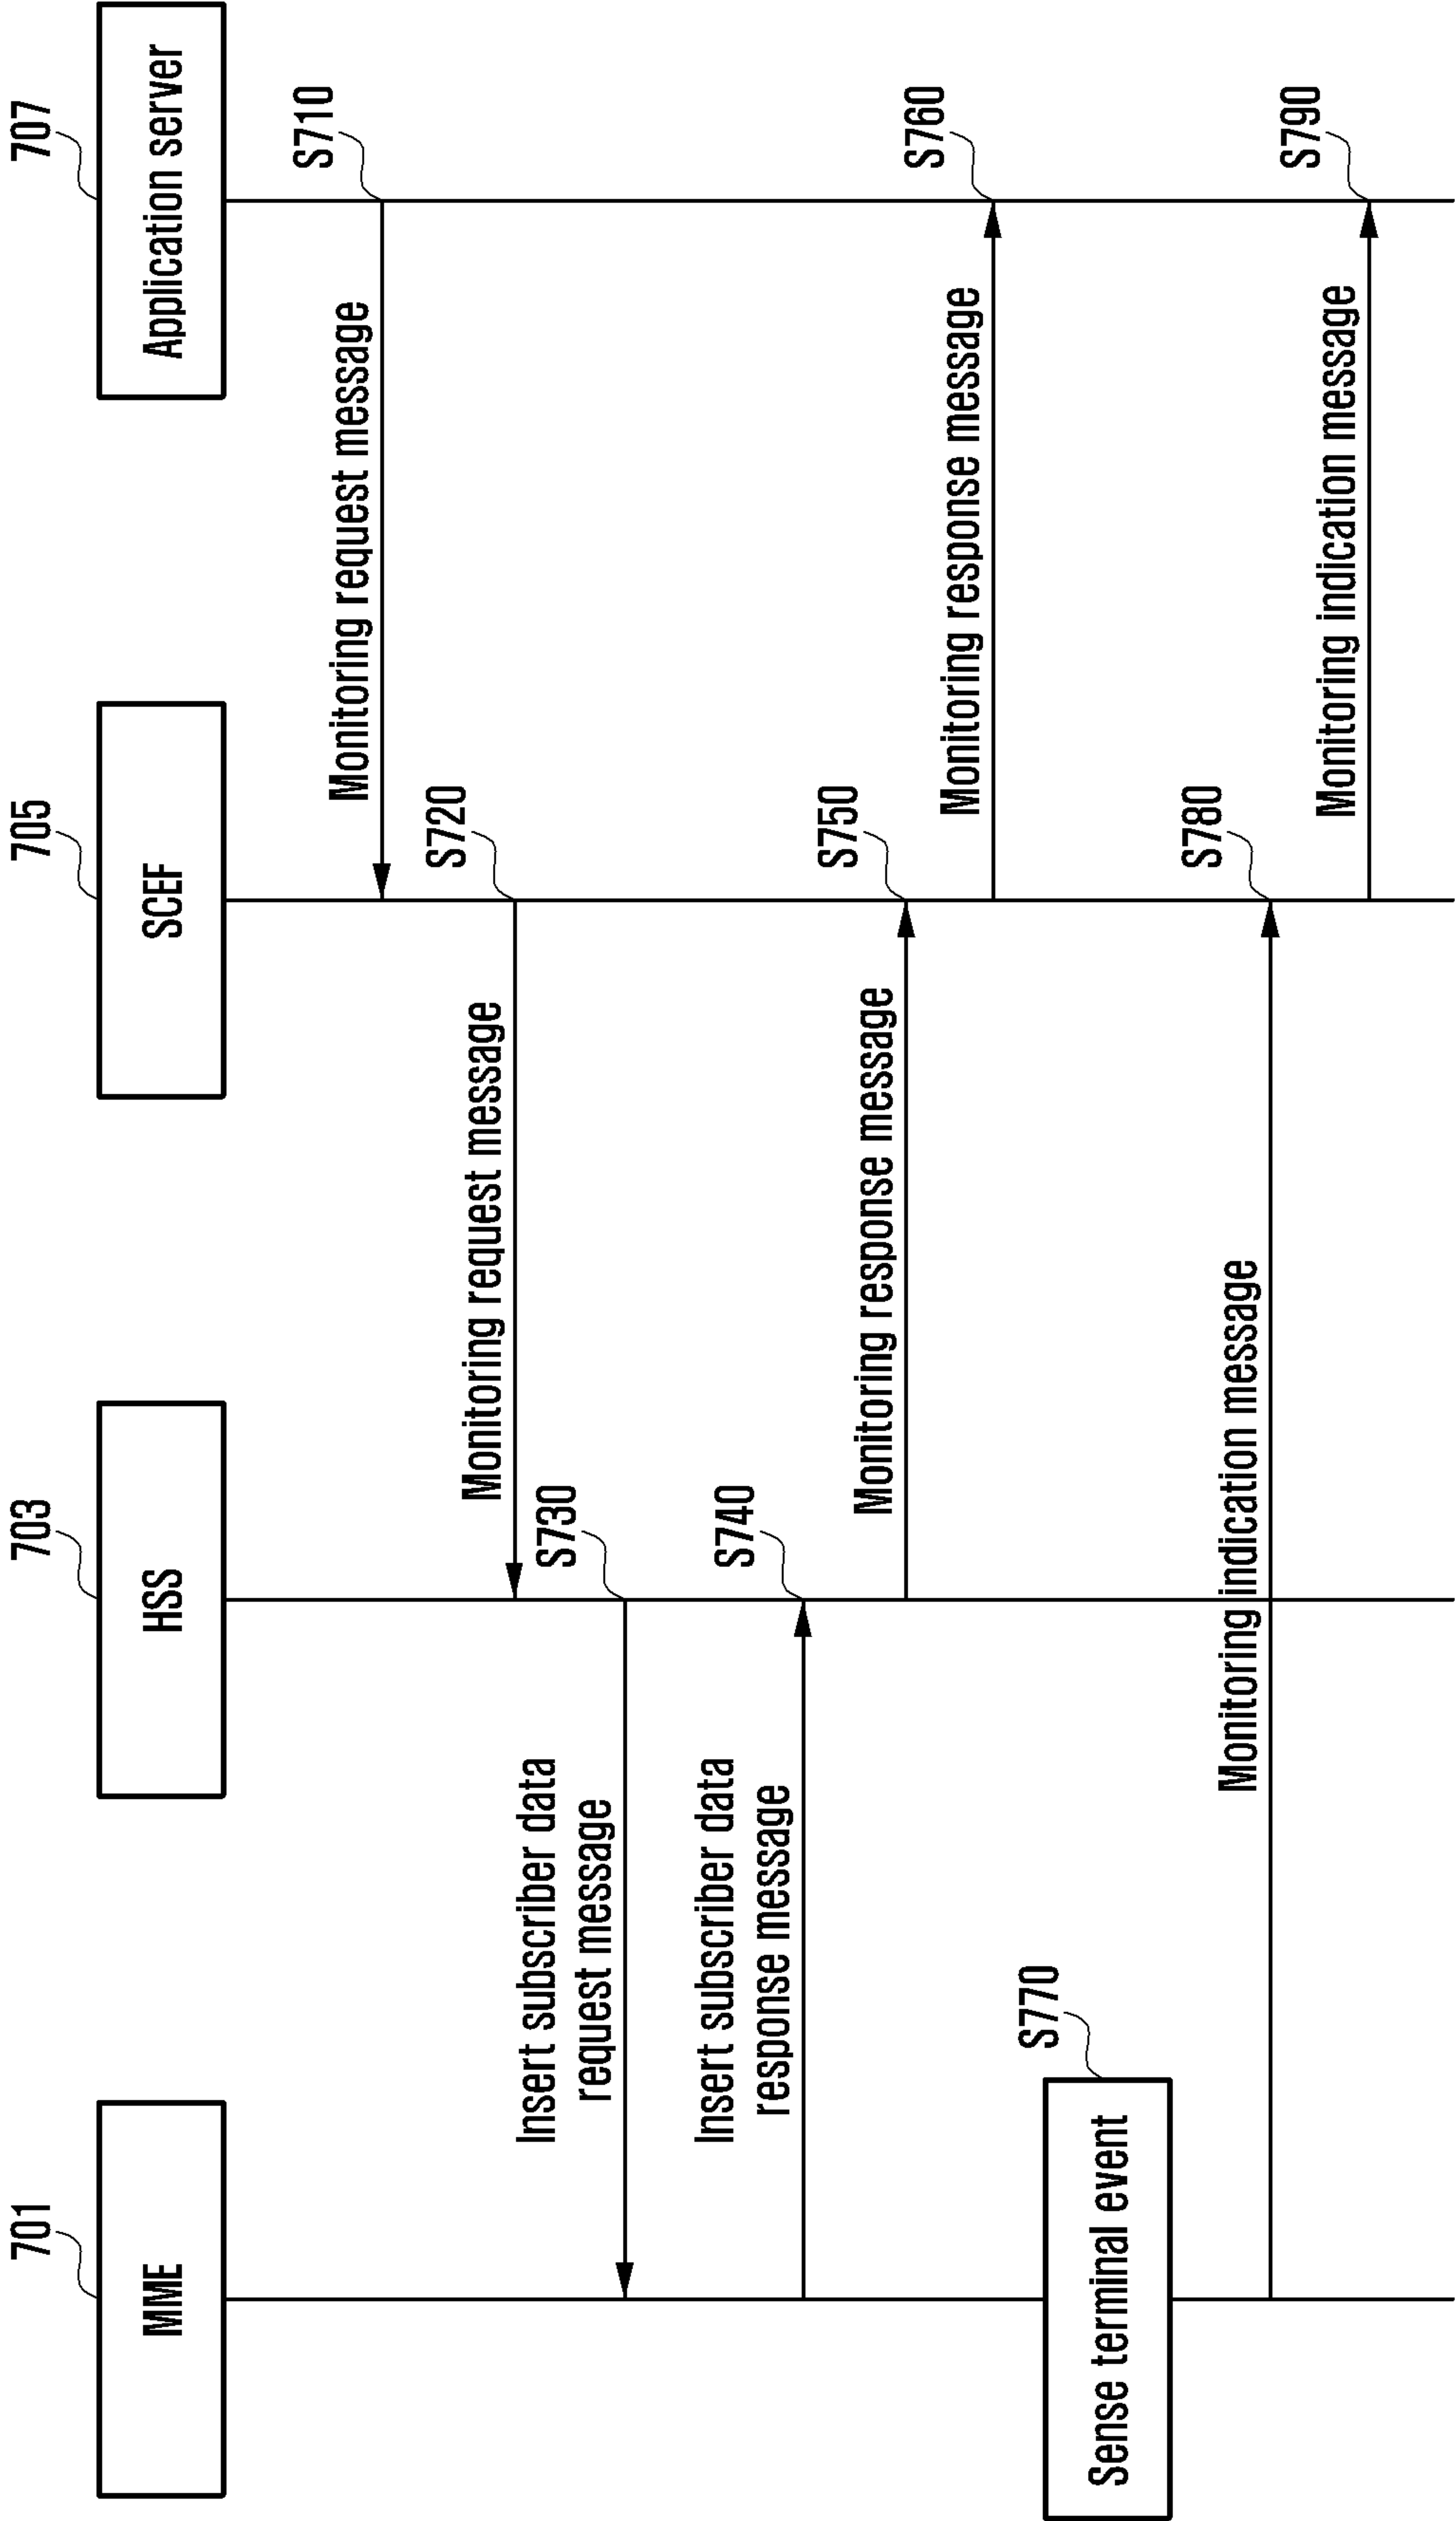 701
703
705
707
MME
HSS
SCEF
Application server
S710
Monitoring request message
S720
Monitoring request message
S730
Insert subscriber data
request message
S740
Insert subscriber data
response message
S750
Monitoring response message
S760
Monitoring response message
S770
Sense terminal event
S780
Monitoring indication message
S790
Monitoring indication message